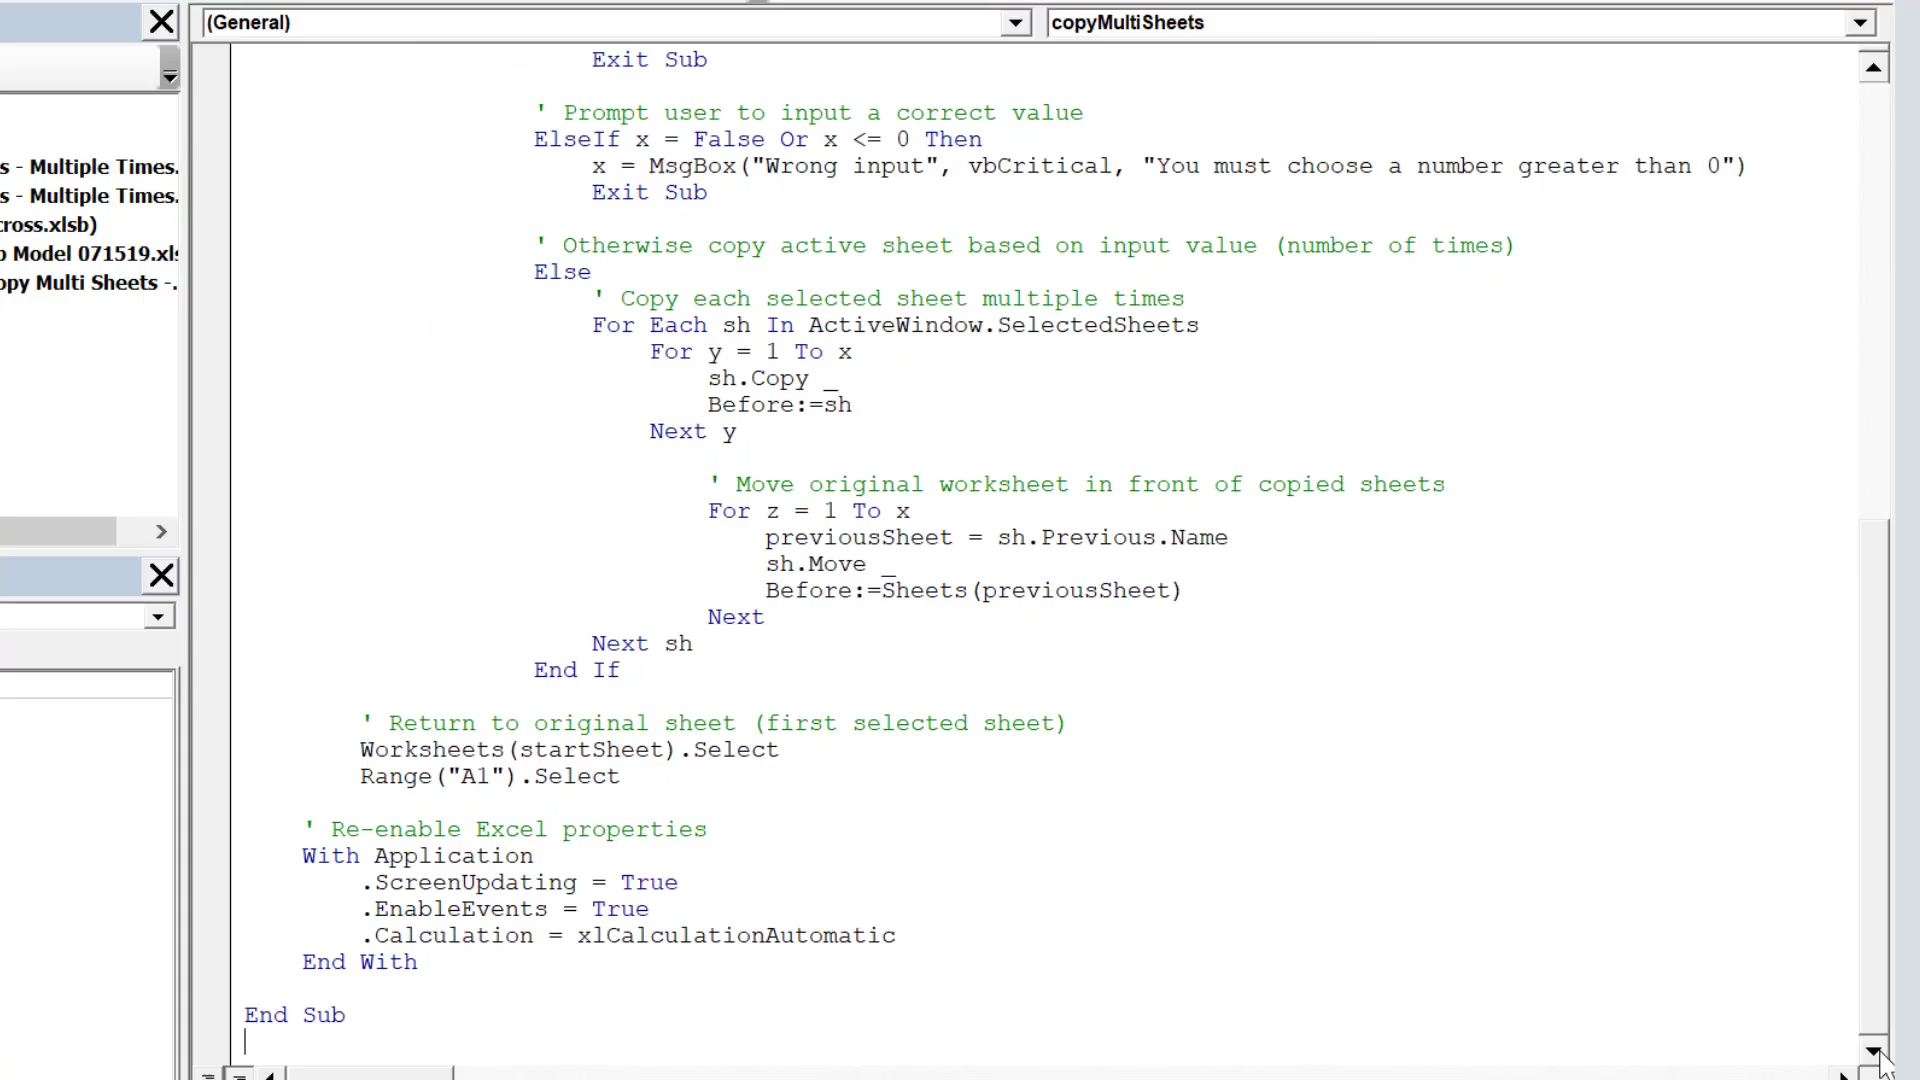 (General)
copyMultiSheets
s - Multiple Times.
s - Multiple Times.
cross.xlsb)
p Model 071519.xls
opy Multi Sheets -.
Exit Sub
' Prompt user to input a correct value
ElseIf x = False Or x <= 0 Then
x = MsgBox("Wrong input", vbCritical, "You must choose a number greater than 0")
Exit Sub
' Otherwise copy active sheet based on input value (number of times)
Else
' Copy each selected sheet multiple times
For Each sh In ActiveWindow.SelectedSheets
For y = 1 To x
sh.Copy _
Before:=sh
Next y
' Move original worksheet in front of copied sheets
For z = 1 To x
previousSheet = sh.Previous.Name
sh.Move _
Before:=Sheets(previousSheet)
Next
Next sh
End If
' Return to original sheet (first selected sheet)
Worksheets(startSheet).Select
Range("A1").Select
' Re-enable Excel properties
With Application
.ScreenUpdating = True
.EnableEvents = True
.Calculation = xlCalculationAutomatic
End With
End Sub